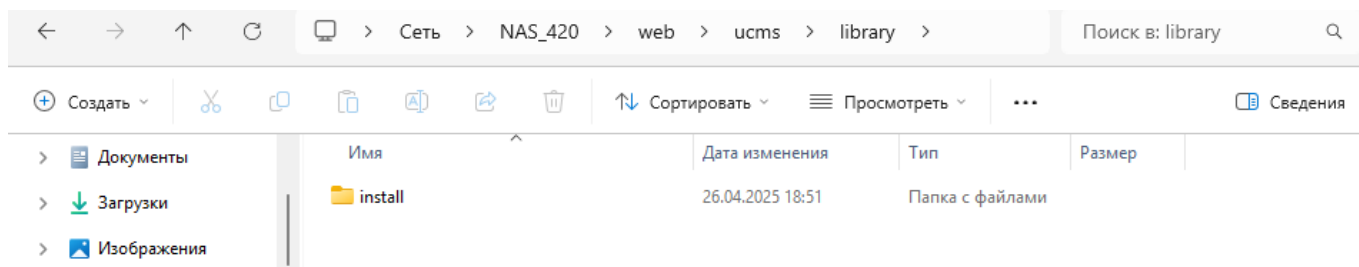 Сеть > NAS_420 > web > ucms > library > Поиск в: library
Создать Сортировать Просмотреть ... Сведения
Документы Имя Дата изменения Тип Размер
Загрузки install 26.04.2025 18:51 Папка с файлами
Изображения